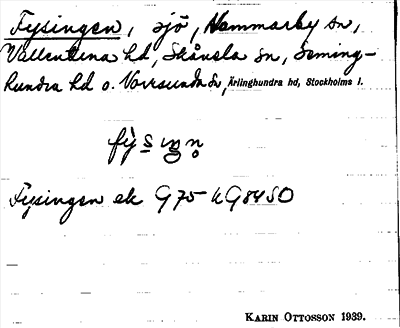 Fysingen, sjö, Hammarby sn,
Vallentuna hd, Skånela sn, Seming-
hundra hd o. Norrsunda sn, Ärlinghundra hd, Stockholms l.
Fysingen ek G75 kG84SO
KARIN OTTOSSON 1939.